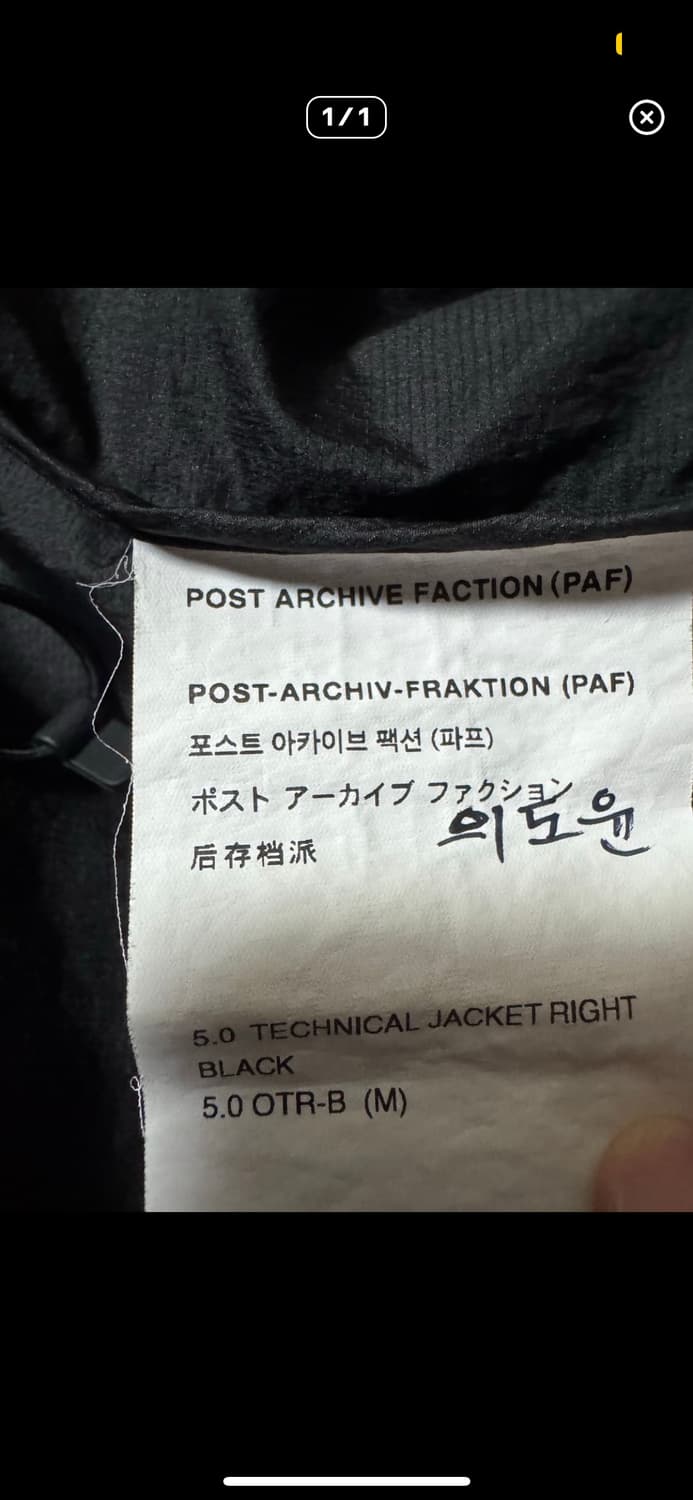 1/1
POST ARCHIVE FACTION (PAF)
POST-ARCHIV-FRAKTION (PAF)
포스트 아카이브 팩션 (파프)
ポスト アーカイブ ファクション
의도윤
后存档派
5.0 TECHNICAL JACKET RIGHT
BLACK
5.0 OTR-B (M)